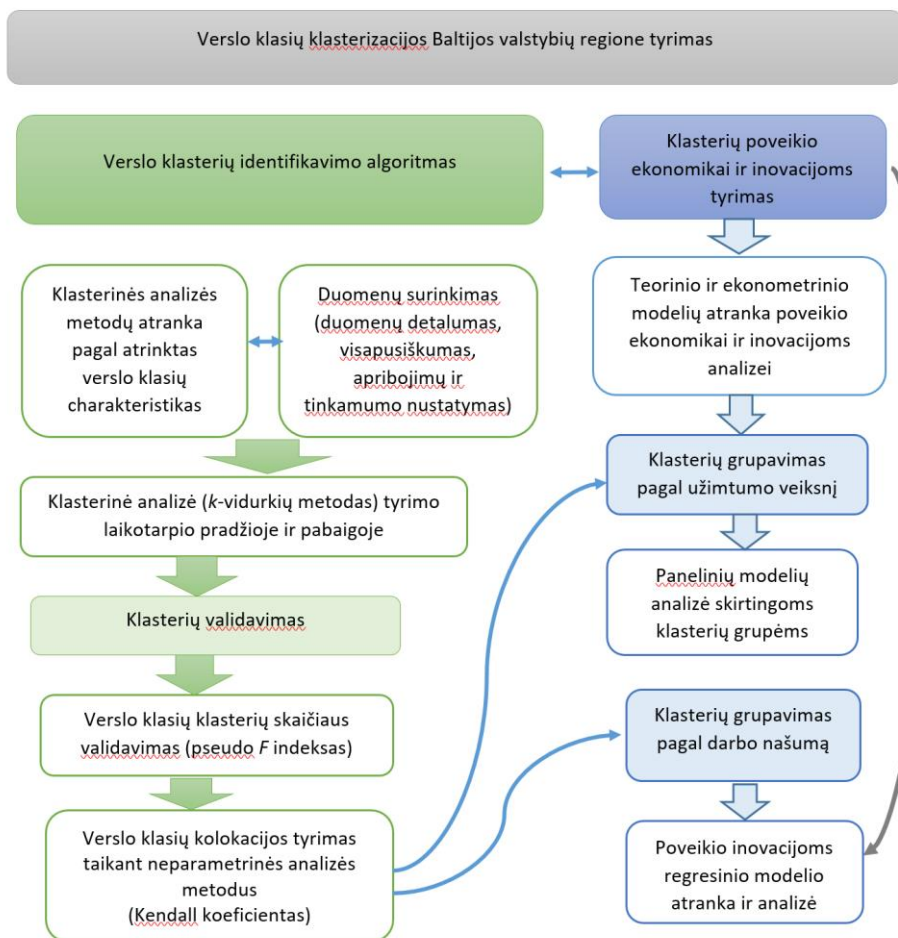 Verslo klasių klasterizacijos Baltijos valstybių regione tyrimas
Verslo klasterių identifikavimo algoritmas
Klasterių poveikio
ekonomikai ir inovacijoms
tyrimas
Klasterinės analizės
metodų atranka
pagal atrinktas
verslo klasių
charakteristikas
Duomenų surinkimas
(duomenų detalumas,
visapusiškumas,
apribojimų ir
tinkamumo nustatymas)
Teorinio ir ekonometrinio
modelių atranka poveikio
ekonomikai ir inovacijoms
analizei
Klasterinė analizė (k-vidurkių metodas) tyrimo
laikotarpio pradžioje ir pabaigoje
Klasterių grupavimas
pagal užimtumo veiksnį
Klasterių validavimas
Panelinių modelių
analizė skirtingoms
klasterių grupėms
Verslo klasių klasterių skaičiaus
validavimas (pseudo F indeksas)
Klasterių grupavimas
pagal darbo našumą
Verslo klasių kolokacijos tyrimas
taikant neparametrinės analizės
metodus
(Kendall koeficientas)
Poveikio inovacijoms
regresinio modelio
atranka ir analizė